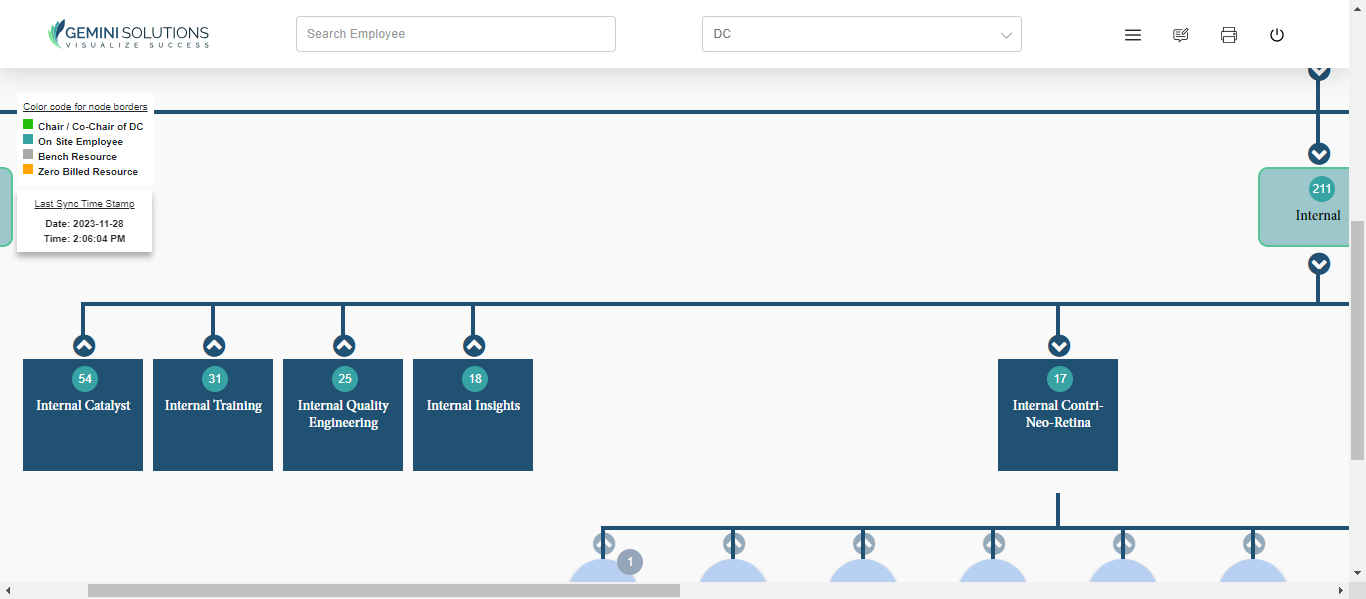 GEMINI SOLUTIONS
VISUALIZE SUCCESS
Search Employee
DC
Color code for node borders
Chair / Co-Chair of DC
On Site Employee
Bench Resource
Zero Billed Resource
Last Sync Time Stamp
Date: 2023-11-28
Time: 2:06:04 PM
211
Internal
54
Internal Catalyst
31
Internal Training
25
Internal Quality
Engineering
18
Internal Insights
17
Internal Contri-
Neo-Retina
1